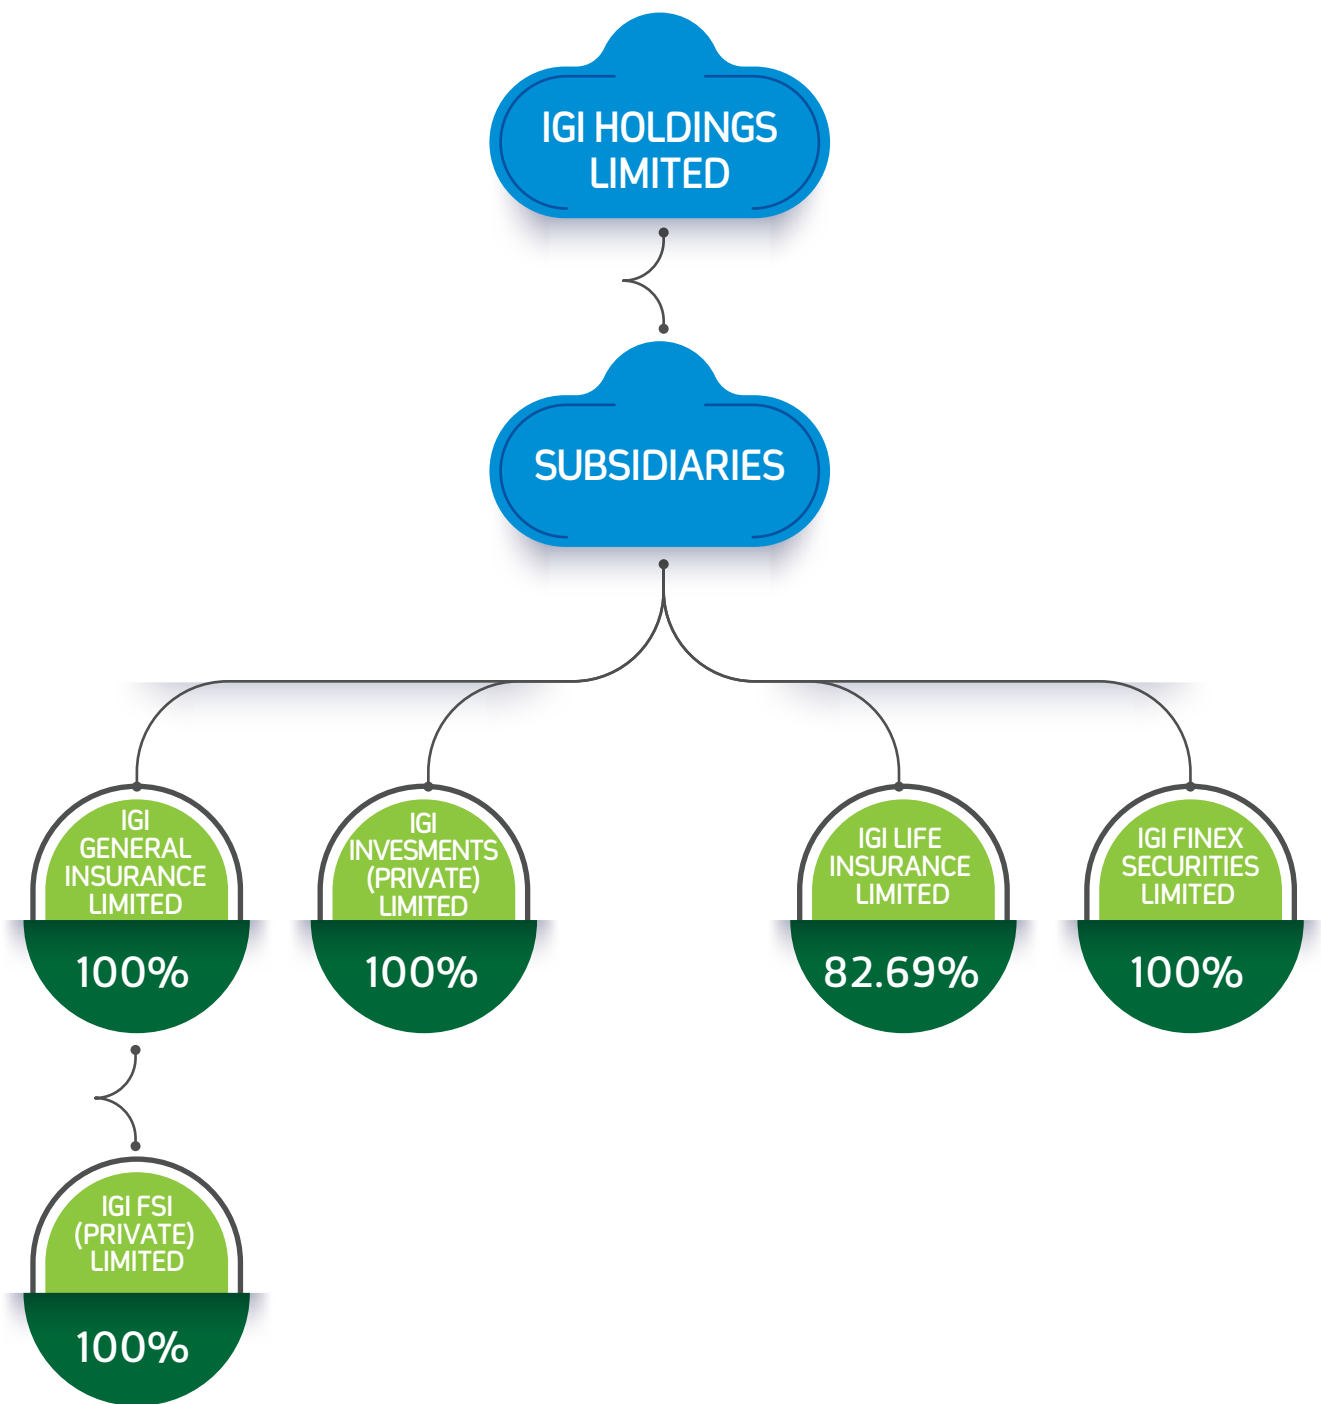 IGI HOLDINGS
LIMITED
SUBSIDIARIES
IGI
GENERAL
INSURANCE
LIMITED
100%
IGI
INVESMENTS
(PRIVATE)
LIMITED
100%
IGI LIFE
INSURANCE
LIMITED
82.69%
IGI FINEX
SECURITIES
LIMITED
100%
IGI FSI
(PRIVATE)
LIMITED
100%